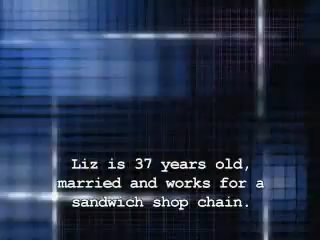 Liz is 37 years old,
married and works for a
sandwich shop chain.